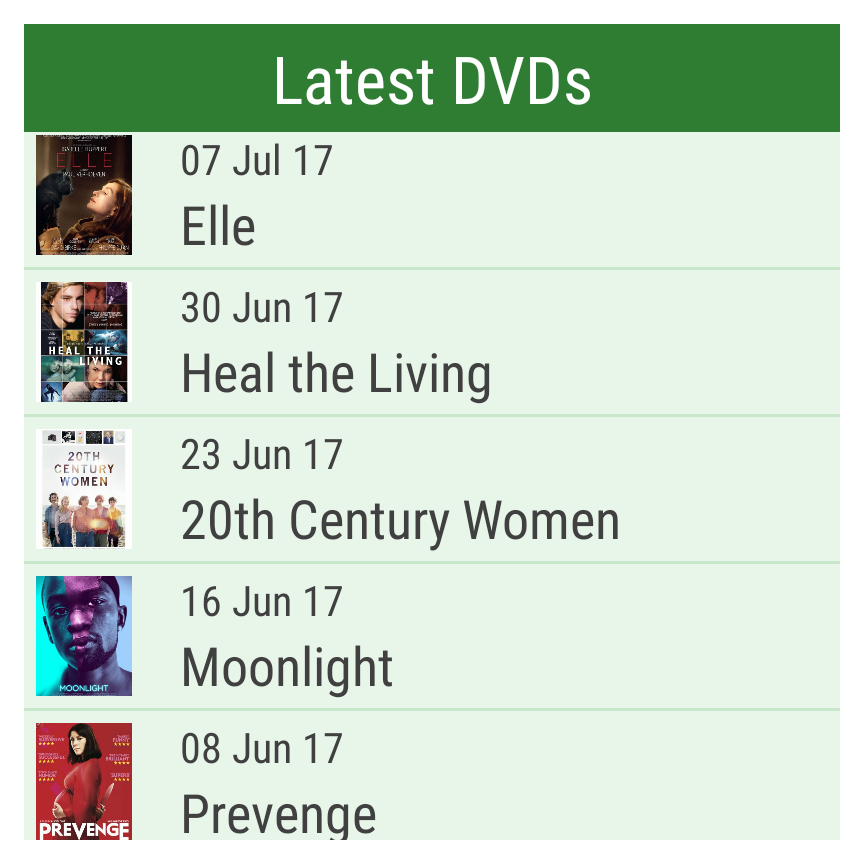 Latest DVDs
ISABELLE HUPPERT
ELLE
PAUL VERHOEVEN
07 Jul 17
Elle
HEAL THE
LIVING
30 Jun 17
Heal the Living
20TH
CENTURY
WOMEN
23 Jun 17
20th Century Women
MOONLIGHT
16 Jun 17
Moonlight
PREVENGE
08 Jun 17
Prevenge